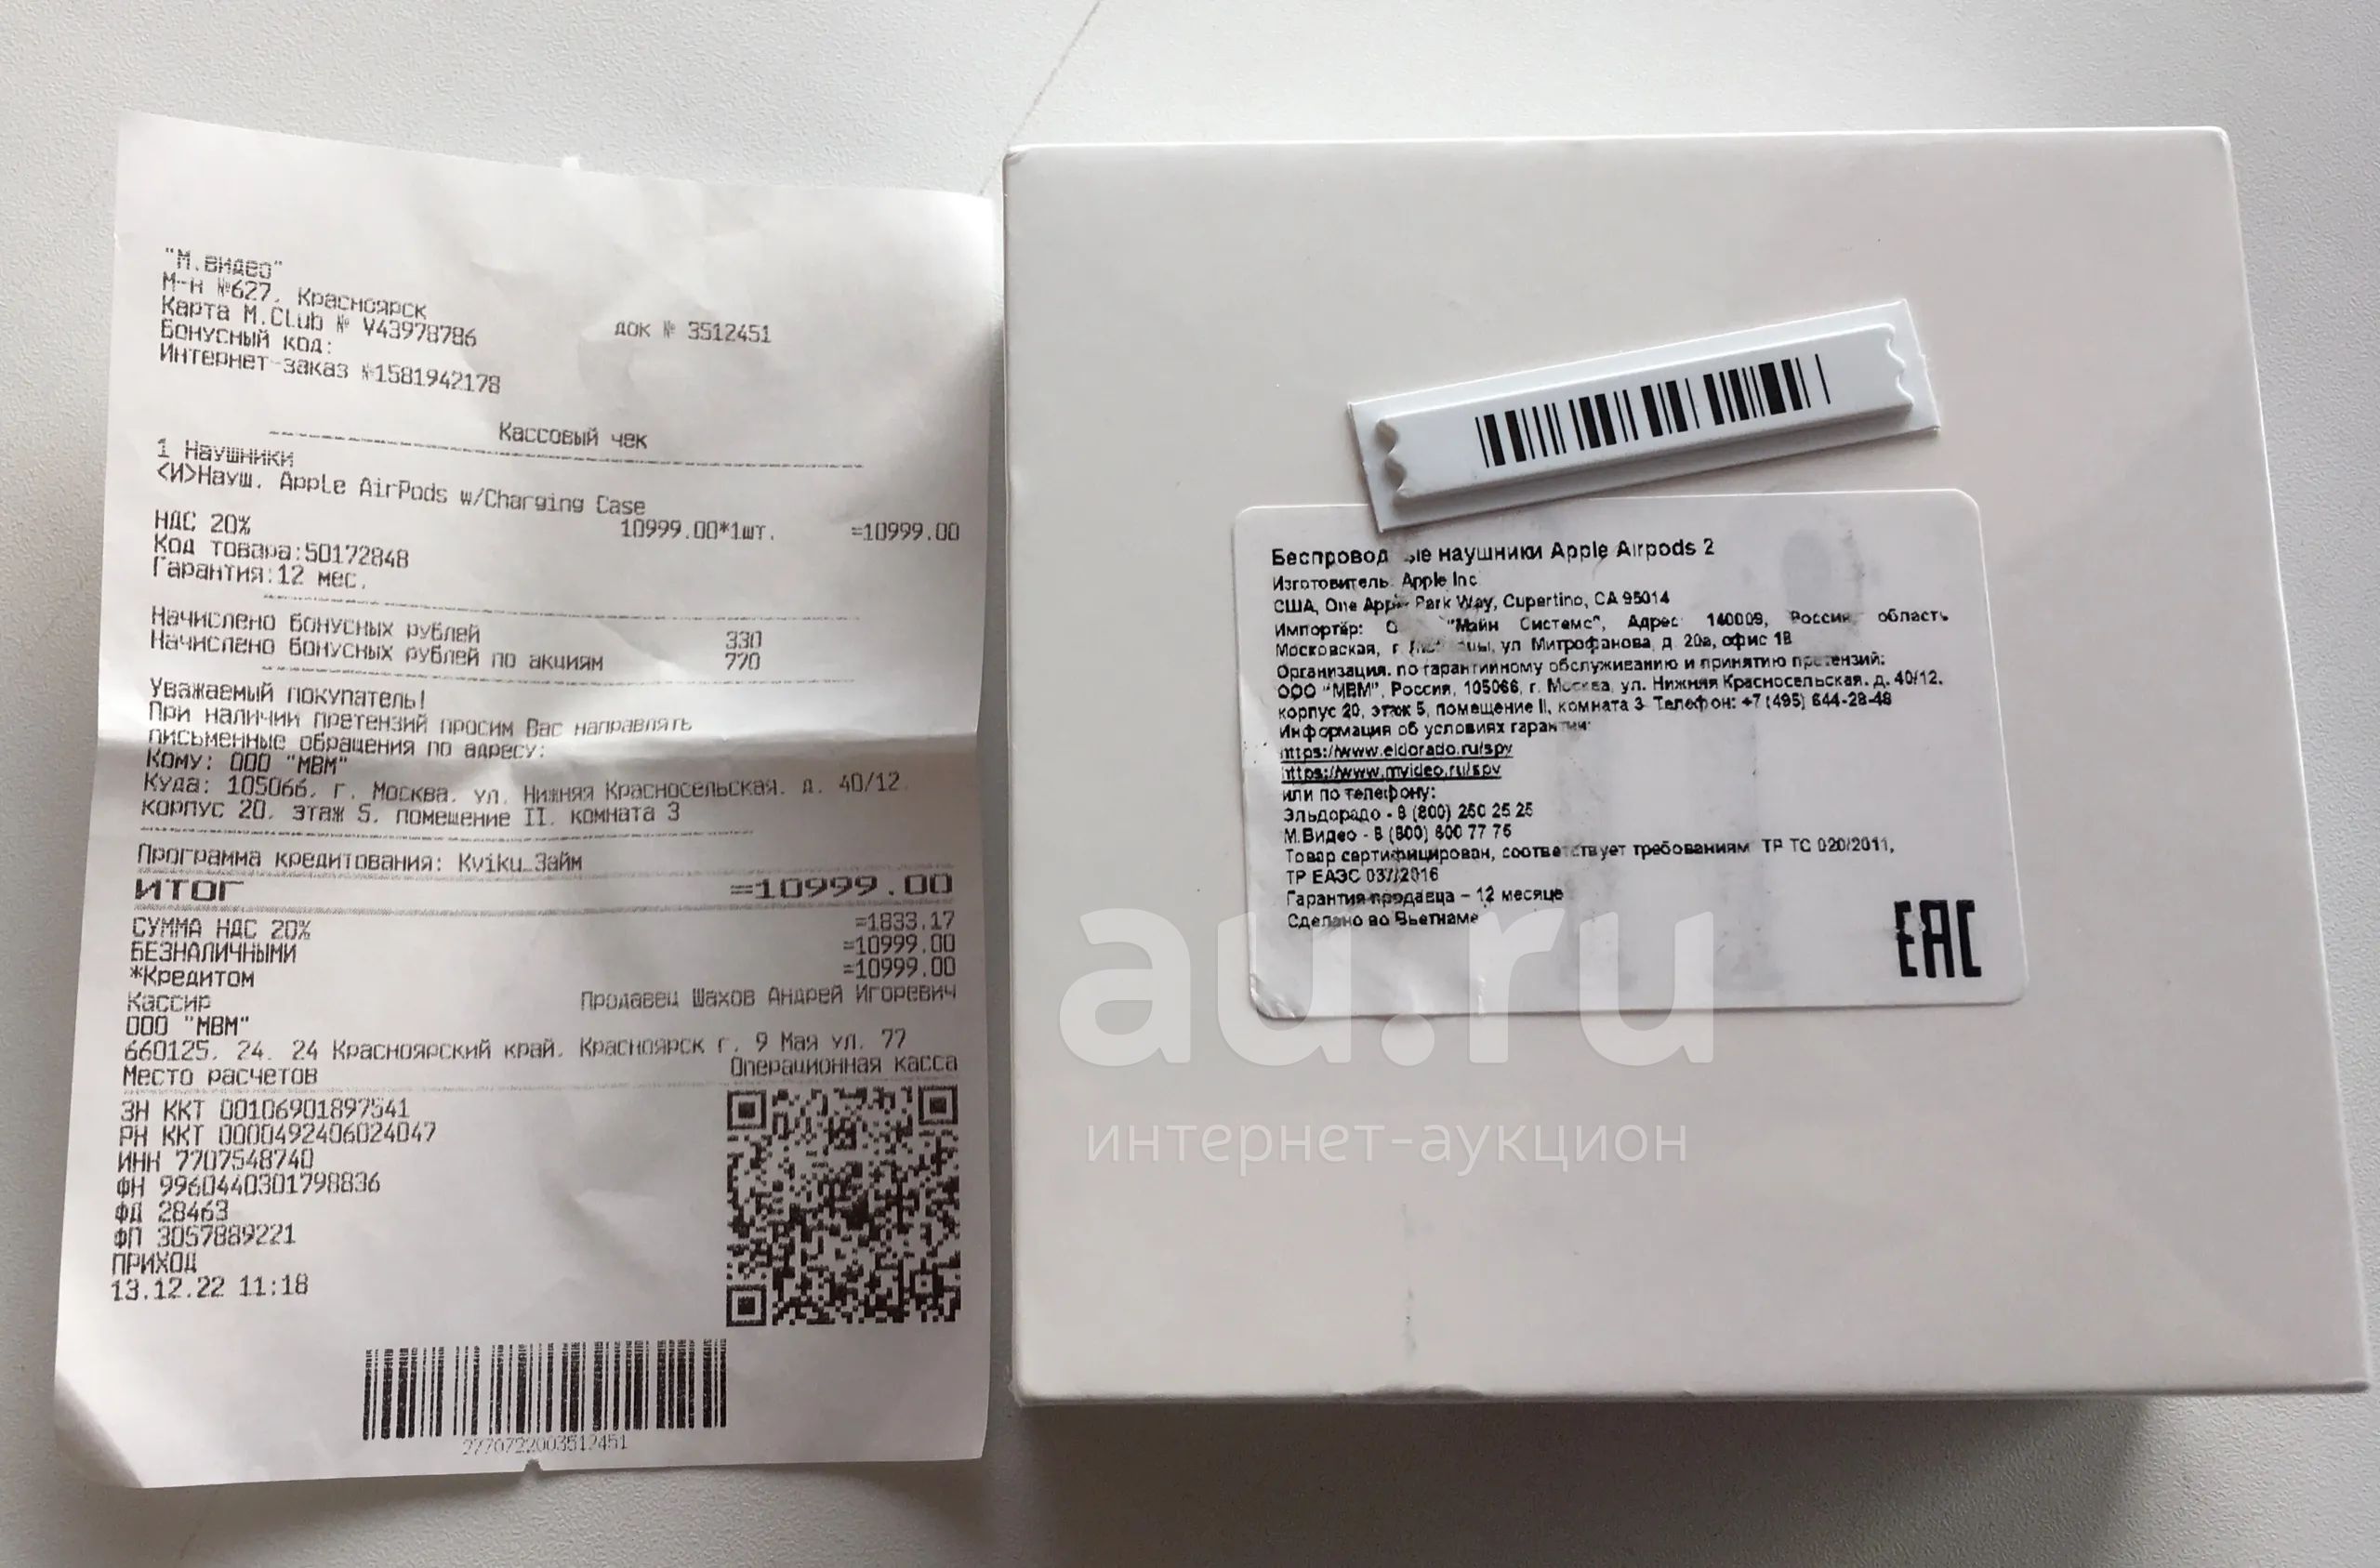 "М.видео"
М-н №627, Красноярск
Карта M.Club № V43978786
док № 3512451
Бонусный код:
Интернет-заказ №1581942178
Кассовый чек
1 Наушники
<И>Науш. Apple AirPods w/Charging Case
10999.00*1шт. =10999.00
НДС 20%
Код товара:50172848
Гарантия:12 мес.
Начислено бонусных рублей 330
Начислено бонусных рублей по акциям 770
Уважаемый покупатель!
При наличии претензий просим Вас направлять
письменные обращения по адресу:
Кому: ООО "МВМ"
Куда: 105066, г. Москва, ул. Нижняя Красносельская, д. 40/12,
корпус 20, этаж 5, помещение II, комната 3
Программа кредитования: Kviku_Займ
ИТОГ =10999.00
СУММА НДС 20% =1833.17
БЕЗНАЛИЧНЫМИ =10999.00
*Кредитом =10999.00
Кассир Продавец Шахов Андрей Игоревич
ООО "МВМ"
660125, 24, 24 Красноярский край, Красноярск г, 9 Мая ул, 77
Место расчетов Операционная касса
ЗН ККТ 00106901897541
РН ККТ 0000492406024047
ИНН 7707548740
ФН 9960440301798836
ФД 28463
ФП 3057889221
ПРИХОД
13.12.22 11:18
2270722003512451
Беспровод ые наушники Apple Airpods 2
Изготовитель: Apple Inc
США, One Apple Park Way, Cupertino, CA 95014
Импортёр: "Мэйн Системс", Адрес: 140009, Россия, область
Московская, г. ул Митрофанова, д. 20а, офис 1В
Организация, по гарантийному обслуживанию и принятию претензий:
ООО "МВМ", Россия, 105066, г. Москва, ул. Нижняя Красносельская, д. 40/12,
корпус 20, этаж 5, помещение II, комната 3 Телефон: +7 (495) 644-28-48
Информация об условиях гарантии:
https://www.eldorado.ru/spv
https://www.mvideo.ru/spv
или по телефону:
Эльдорадо - 8 (800) 250 25 25
М.Видео - 8 (800) 600 77 75
Товар сертифицирован, соответствует требованиям ТР ТС 020/2011,
ТР ЕАЭС 037/2016
Гарантия продавца – 12 месяце
Сделано во Вьетнаме
EAC
au.ru
интернет-аукцион